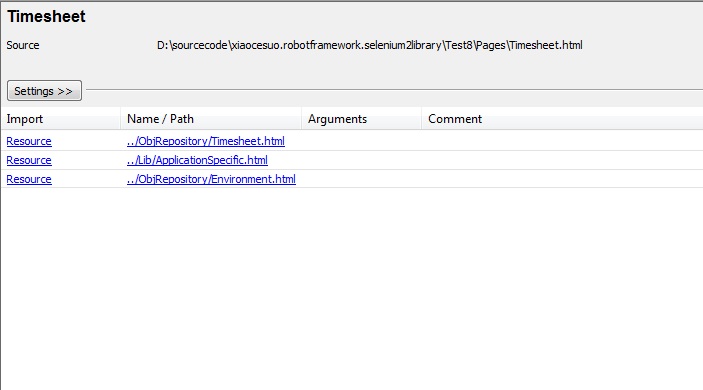 Timesheet
Source D:\sourcecode\xiaocesuo.robotframework.selenium2library\Test8\Pages\Timesheet.html
Settings >>
Import Name / Path Arguments Comment
Resource ../ObjRepository/Timesheet.html
Resource ../Lib/ApplicationSpecific.html
Resource ../ObjRepository/Environment.html